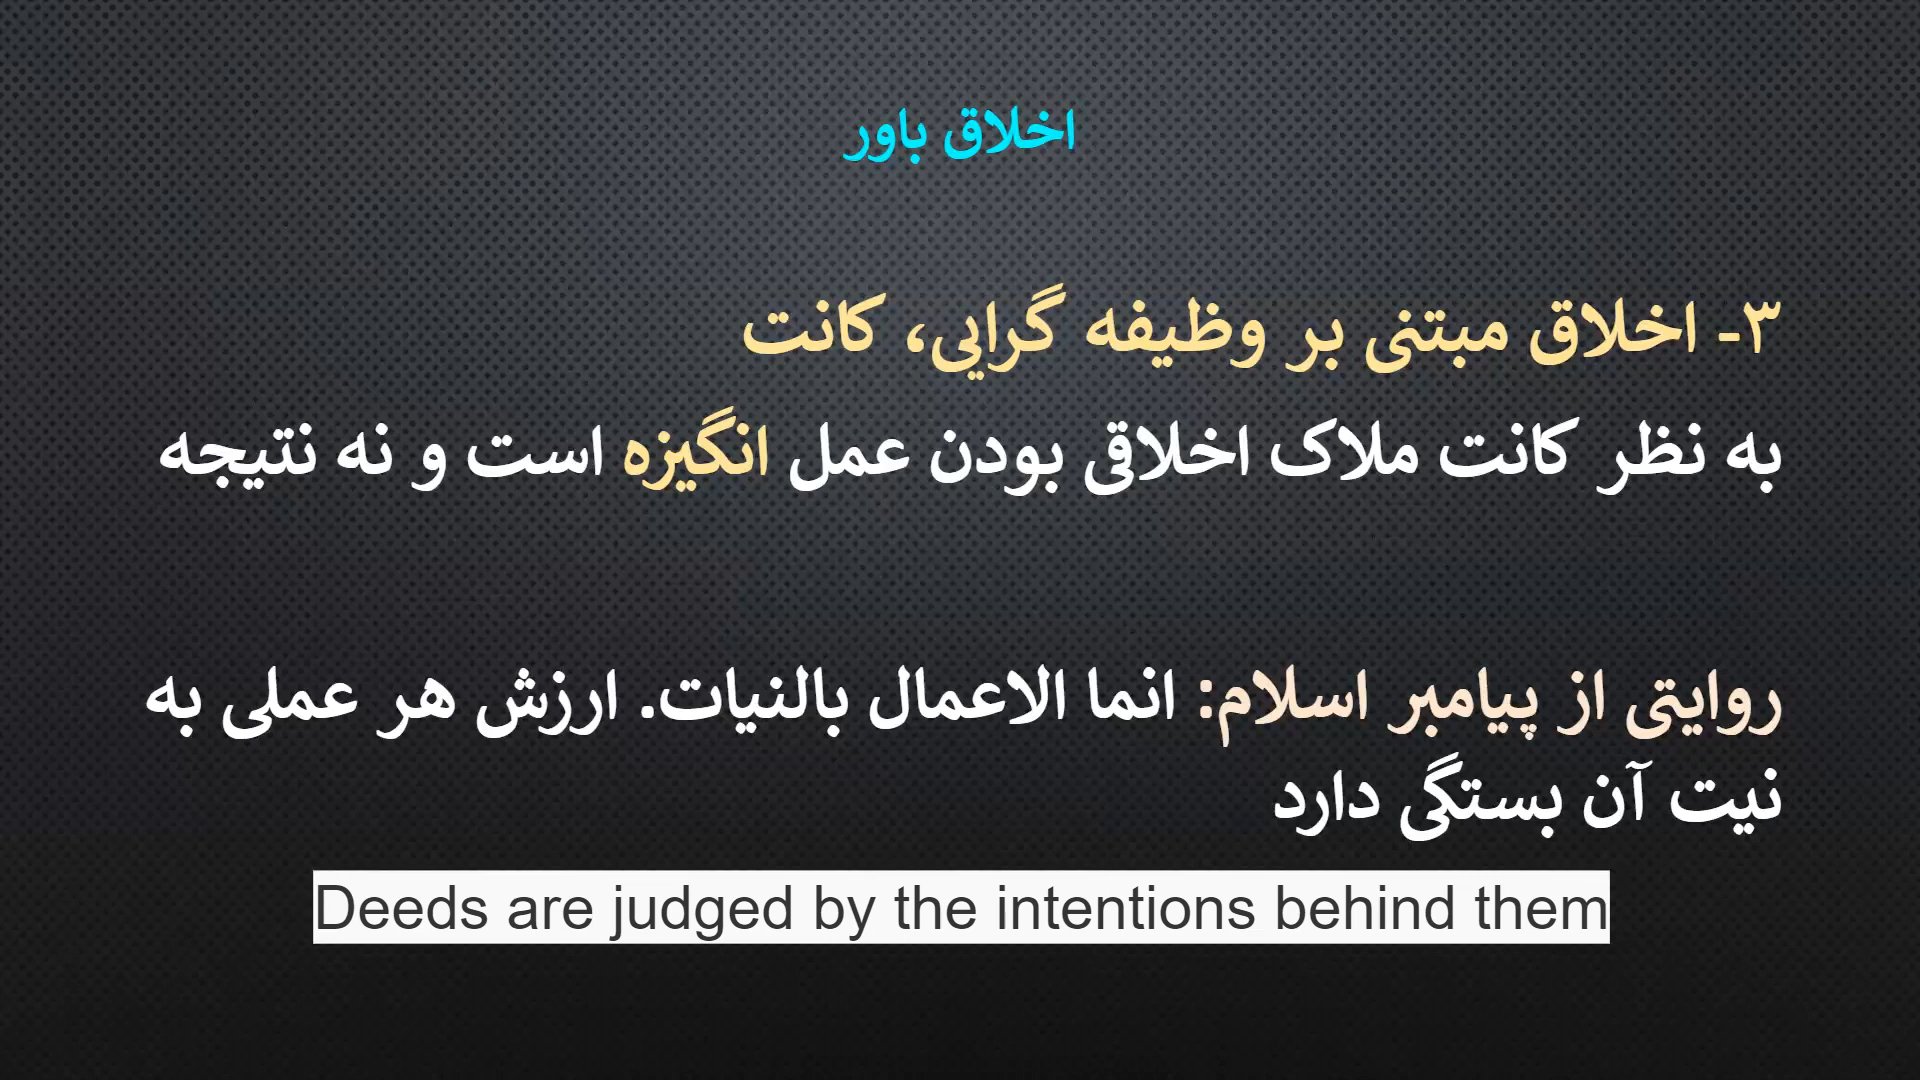 اخلاق باور
۳- اخلاق مبتنی بر وظیفه گرایی، کانت
به نظر کانت ملاک اخلاقی بودن عمل انگیزه است و نه نتیجه
روایتی از پیامبر اسلام: انما الاعمال بالنیات. ارزش هر عملی به
نیت آن بستگی دارد
Deeds are judged by the intentions behind them